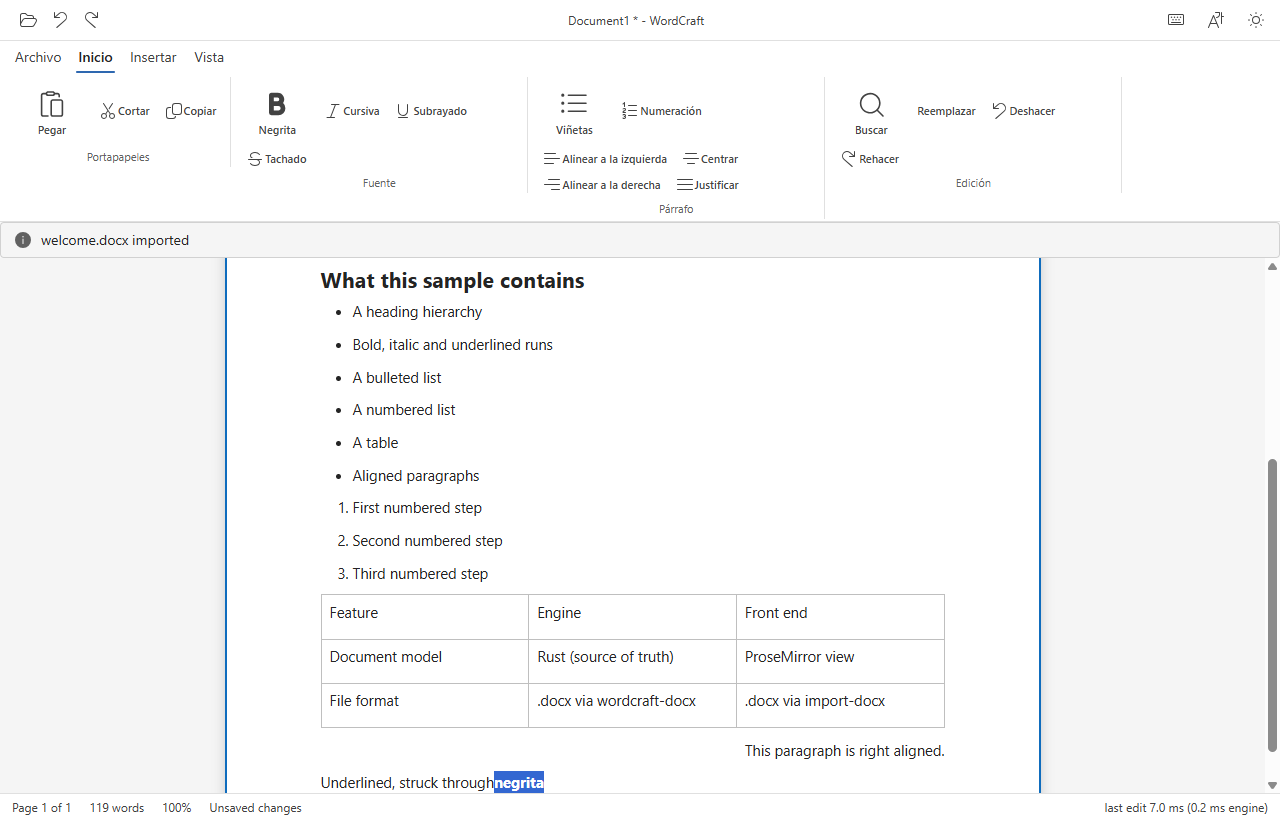 Document1 * - WordCraft
Archivo Inicio Insertar Vista
Pegar
Cortar
Copiar
Portapapeles
Negrita
Cursiva
Subrayado
Tachado
Fuente
Viñetas
Numeración
Alinear a la izquierda
Centrar
Alinear a la derecha
Justificar
Párrafo
Buscar
Reemplazar
Deshacer
Rehacer
Edición
welcome.docx imported
What this sample contains
• A heading hierarchy
• Bold, italic and underlined runs
• A bulleted list
• A numbered list
• A table
• Aligned paragraphs
1. First numbered step
2. Second numbered step
3. Third numbered step
Feature Engine Front end
Document model Rust (source of truth) ProseMirror view
File format .docx via wordcraft-docx .docx via import-docx
This paragraph is right aligned.
Underlined, struck throughnegrita
Page 1 of 1 119 words 100% Unsaved changes last edit 7.0 ms (0.2 ms engine)